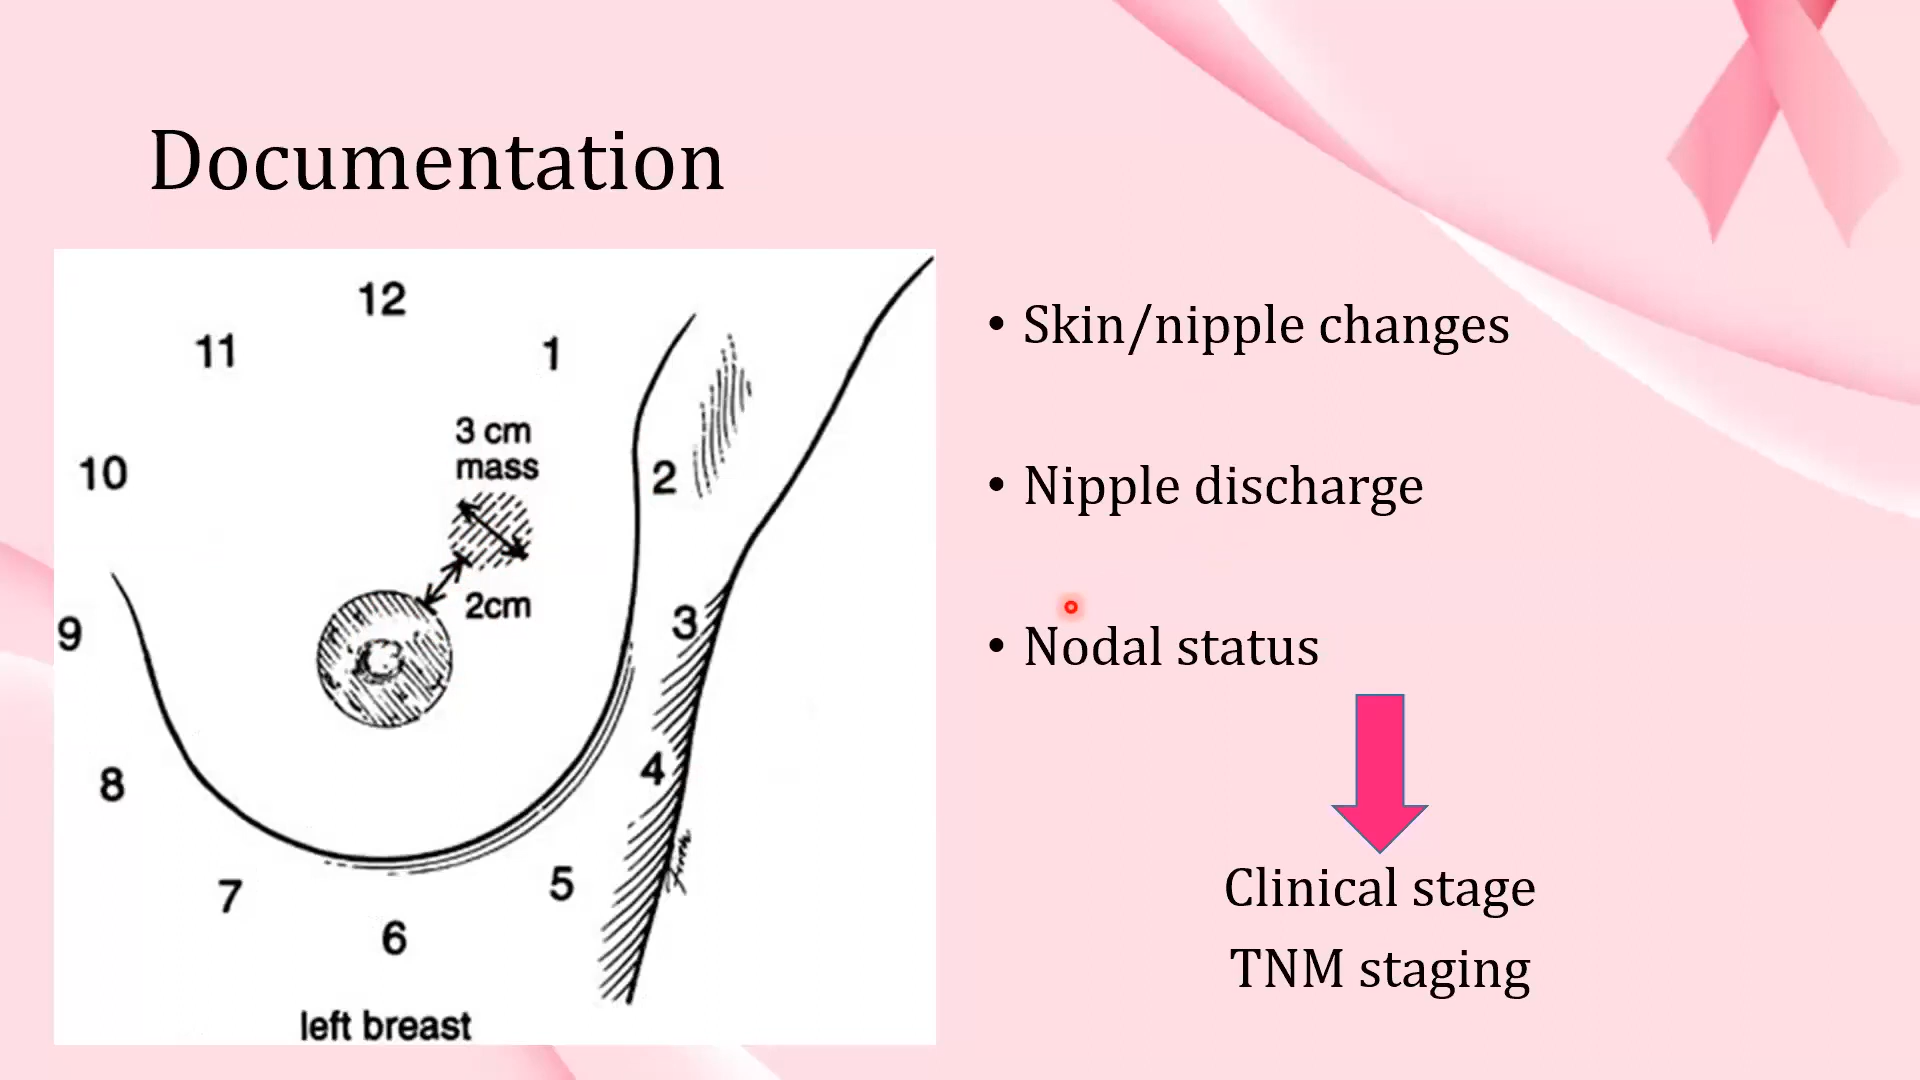 Documentation
12
11
1
3 cm
mass
10
2
2cm
9
3
4
8
7
5
6
left breast
• Skin/nipple changes
• Nipple discharge
• Nodal status
Clinical stage
TNM staging